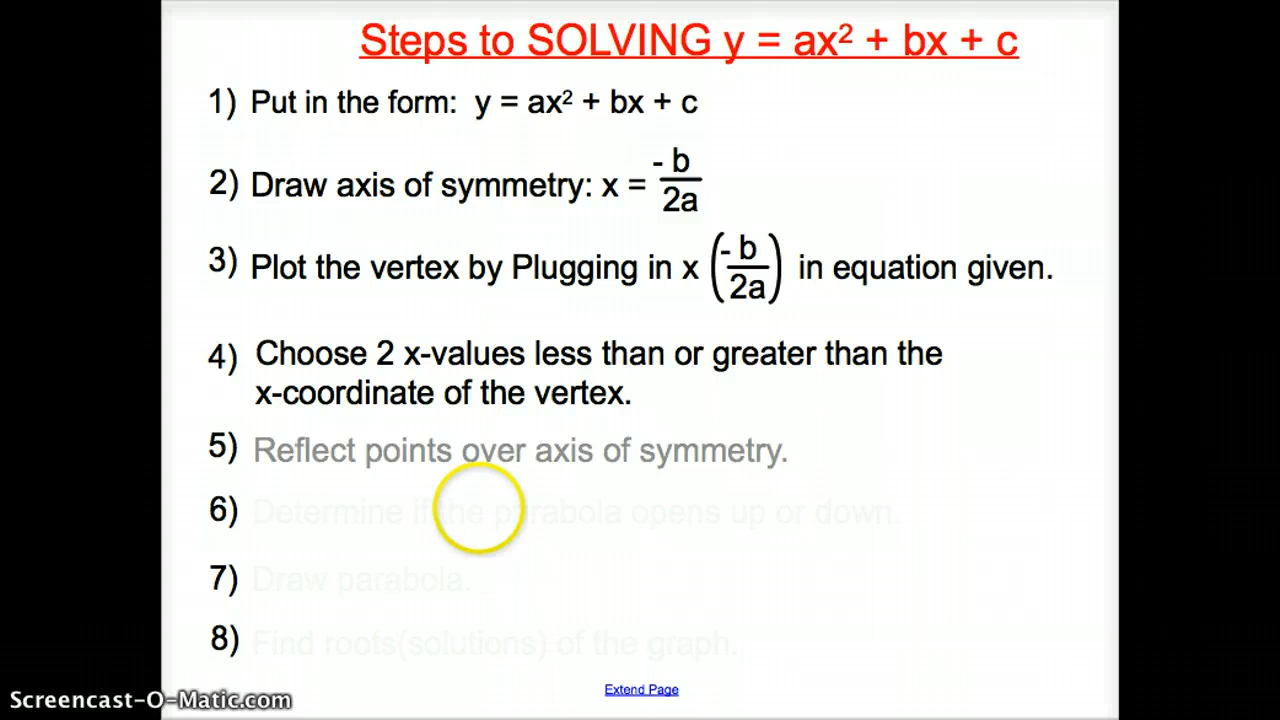 Steps to SOLVING y = ax² + bx + c
1) Put in the form: y = ax² + bx + c
2) Draw axis of symmetry: x = -b/2a
3) Plot the vertex by Plugging in x (-b/2a) in equation given.
4) Choose 2 x-values less than or greater than the
x-coordinate of the vertex.
5) Reflect points over axis of symmetry.
6) Determine if the parabola opens up or down.
7) Draw parabola.
8) Find roots(solutions) of the graph.
Extend Page
Screencast-O-Matic.com